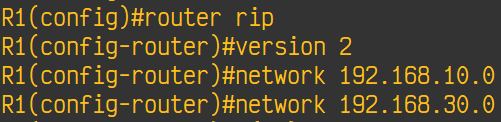 R1(config)#router rip
R1(config-router)#version 2
R1(config-router)#network 192.168.10.0
R1(config-router)#network 192.168.30.0